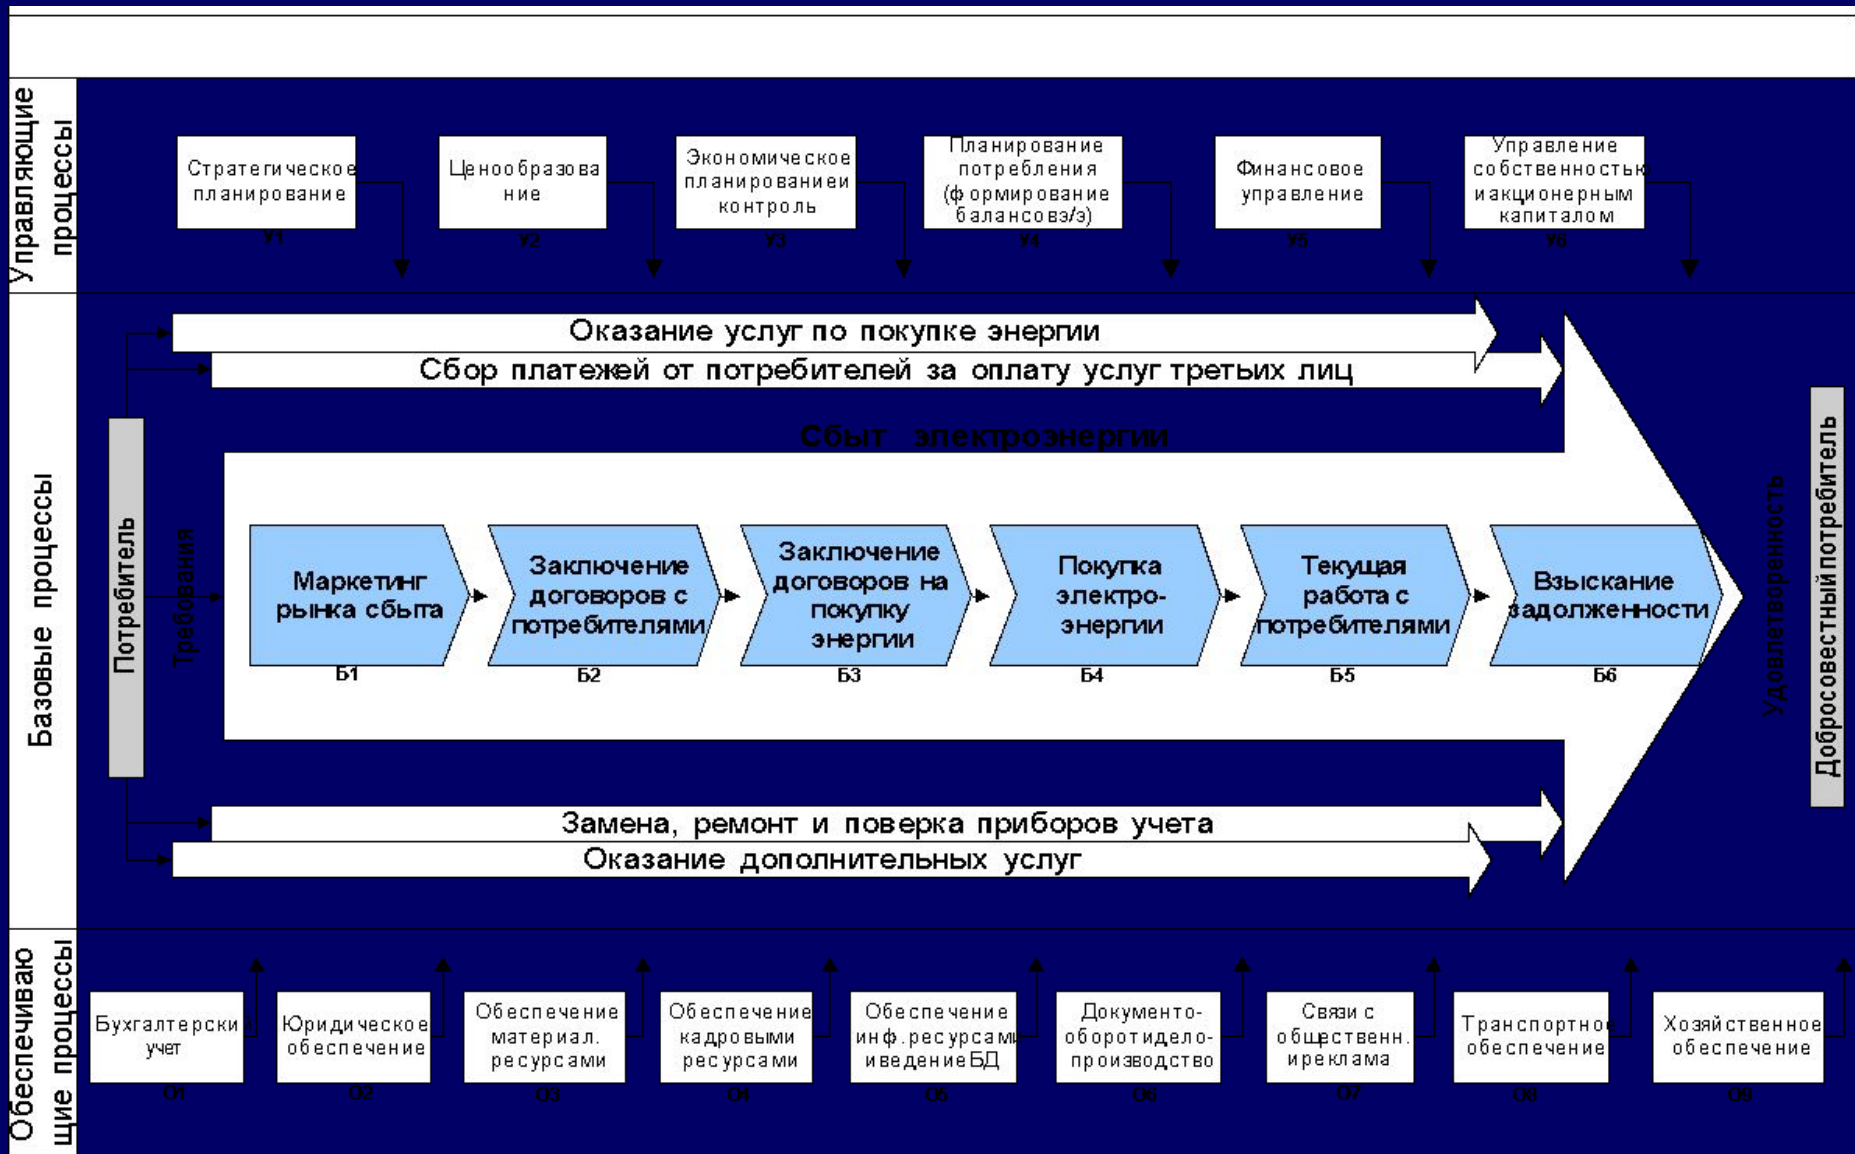 Управляющие
процессы
Стратегическое
планирование
У1
Ценообразова
ние
У2
Экономическое
планированиеи
контроль
У3
Планирование
потребления
(формирование
балансовэ/э)
У4
Финансовое
управление
У5
Управление
собственностью
иакционерным
капиталом
У6
Базовые процессы
Потребитель
Требования
Оказание услуг по покупке энергии
Сбор платежей от потребителей за оплату услуг третьих лиц
Сбыт электроэнергии
Маркетинг
рынка сбыта
Б1
Заключение
договоров с
потребителями
Б2
Заключение
договоров на
покупку
энергии
Б3
Покупка
электро-
энергии
Б4
Текущая
работа с
потребителями
Б5
Взыскание
задолженности
Б6
Удовлетворенность
Добросовестный потребитель
Замена, ремонт и поверка приборов учета
Оказание дополнительных услуг
Обеспечиваю
щие процессы
Бухгалтерский
учет
О1
Юридическое
обеспечение
О2
Обеспечение
материал.
ресурсами
О3
Обеспечение
кадровыми
ресурсами
О4
Обеспечение
инф.ресурсами
иведениеБД
О5
Документо-
оборотидело-
производство
О6
Связи с
общественн.
иреклама
О7
Транспортное
обеспечение
О8
Хозяйственное
обеспечение
О9